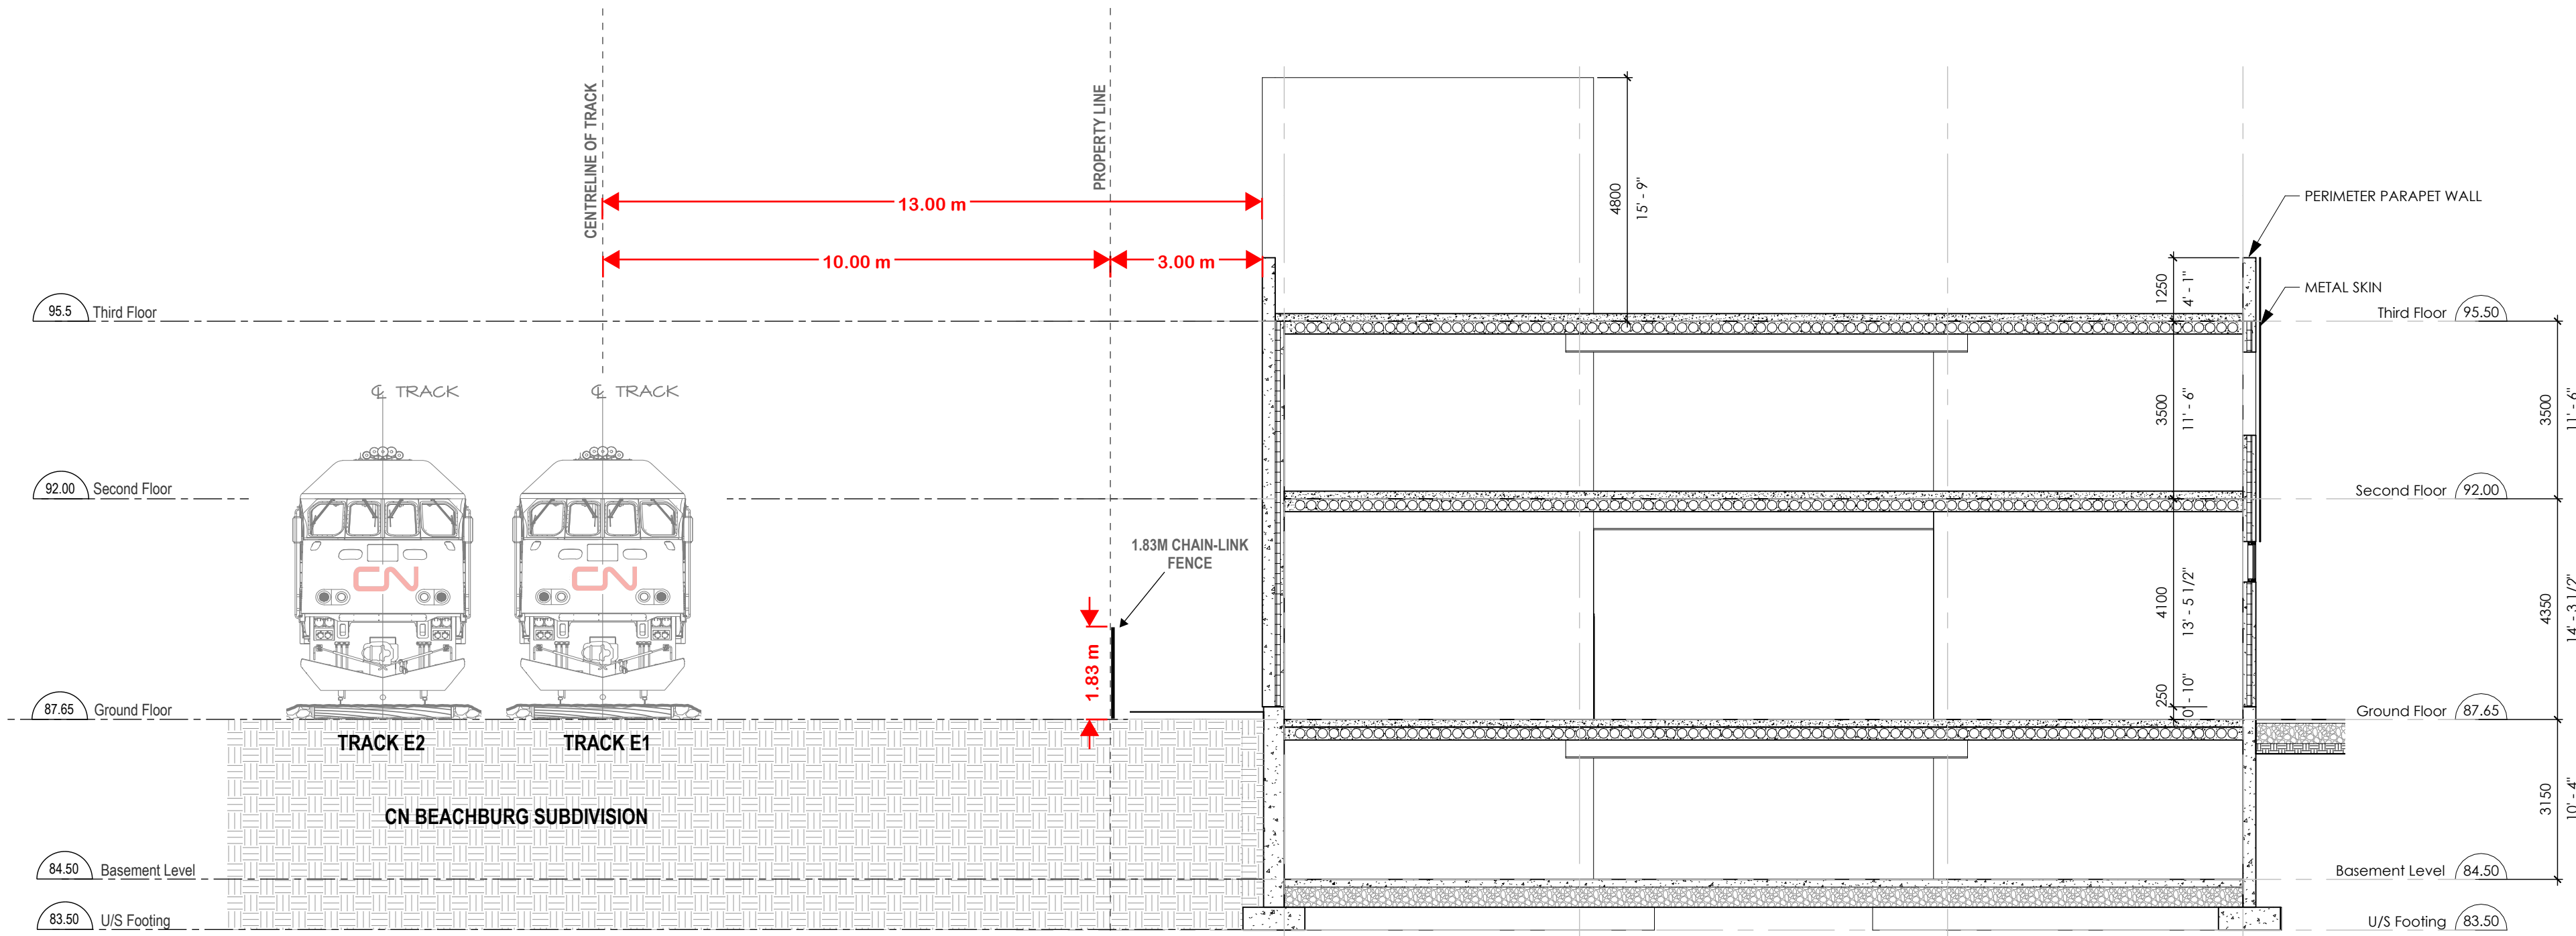 CENTRELINE OF TRACK
PROPERTY LINE
13.00 m
10.00 m
3.00 m
4800
15' - 9"
PERIMETER PARAPET WALL
METAL SKIN
1250
4' - 1"
95.5 Third Floor
Third Floor 95.50
℄ TRACK
℄ TRACK
3500
11' - 6"
3500
11' - 6"
92.00 Second Floor
Second Floor 92.00
CN
CN
1.83M CHAIN-LINK
FENCE
1.83 m
4100
13' - 5 1/2"
4350
14' - 3 1/2"
250
0' - 10"
87.65 Ground Floor
Ground Floor 87.65
TRACK E2
TRACK E1
CN BEACHBURG SUBDIVISION
3150
10' - 4"
84.50 Basement Level
Basement Level 84.50
83.50 U/S Footing
U/S Footing 83.50